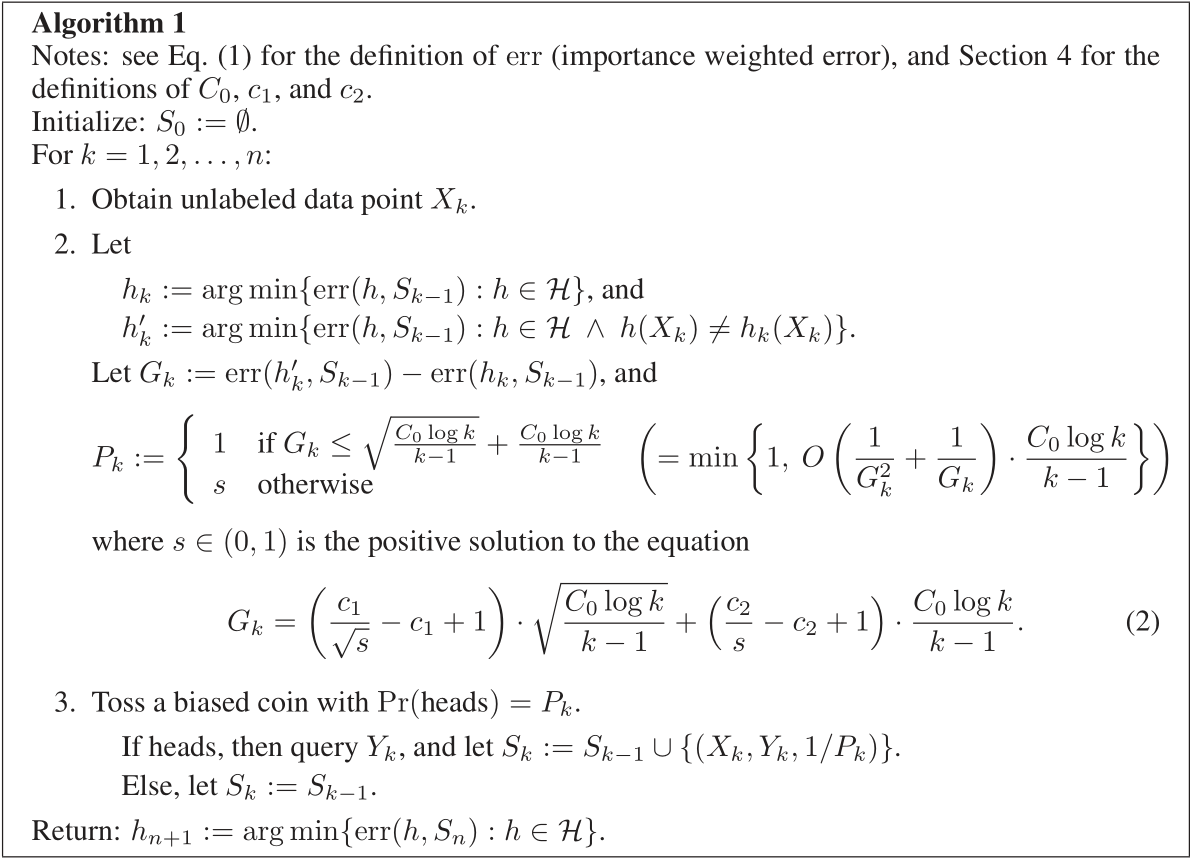 Algorithm 1
Notes: see Eq. (1) for the definition of err (importance weighted error), and Section 4 for the
definitions of $C_0$, $c_1$, and $c_2$.
Initialize: $S_0 := \emptyset$.
For $k = 1, 2, \ldots, n$:
1. Obtain unlabeled data point $X_k$.
2. Let
$h_k := \arg\min\{\mathrm{err}(h, S_{k-1}) : h \in \mathcal{H}\}$, and
$h'_k := \arg\min\{\mathrm{err}(h, S_{k-1}) : h \in \mathcal{H} \wedge h(X_k) \neq h_k(X_k)\}$.
Let $G_k := \mathrm{err}(h'_k, S_{k-1}) - \mathrm{err}(h_k, S_{k-1})$, and
$P_k := \begin{cases} 1 & \text{if } G_k \leq \sqrt{\frac{C_0 \log k}{k-1}} + \frac{C_0 \log k}{k-1} \\ s & \text{otherwise} \end{cases} \left( = \min\left\{1, O\left(\frac{1}{G_k^2} + \frac{1}{G_k}\right) \cdot \frac{C_0 \log k}{k-1}\right\}\right)$
where $s \in (0, 1)$ is the positive solution to the equation
$G_k = \left(\frac{c_1}{\sqrt{s}} - c_1 + 1\right) \cdot \sqrt{\frac{C_0 \log k}{k-1}} + \left(\frac{c_2}{s} - c_2 + 1\right) \cdot \frac{C_0 \log k}{k-1}.$ (2)
3. Toss a biased coin with $\Pr(\text{heads}) = P_k$.
If heads, then query $Y_k$, and let $S_k := S_{k-1} \cup \{(X_k, Y_k, 1/P_k)\}$.
Else, let $S_k := S_{k-1}$.
Return: $h_{n+1} := \arg\min\{\mathrm{err}(h, S_n) : h \in \mathcal{H}\}$.